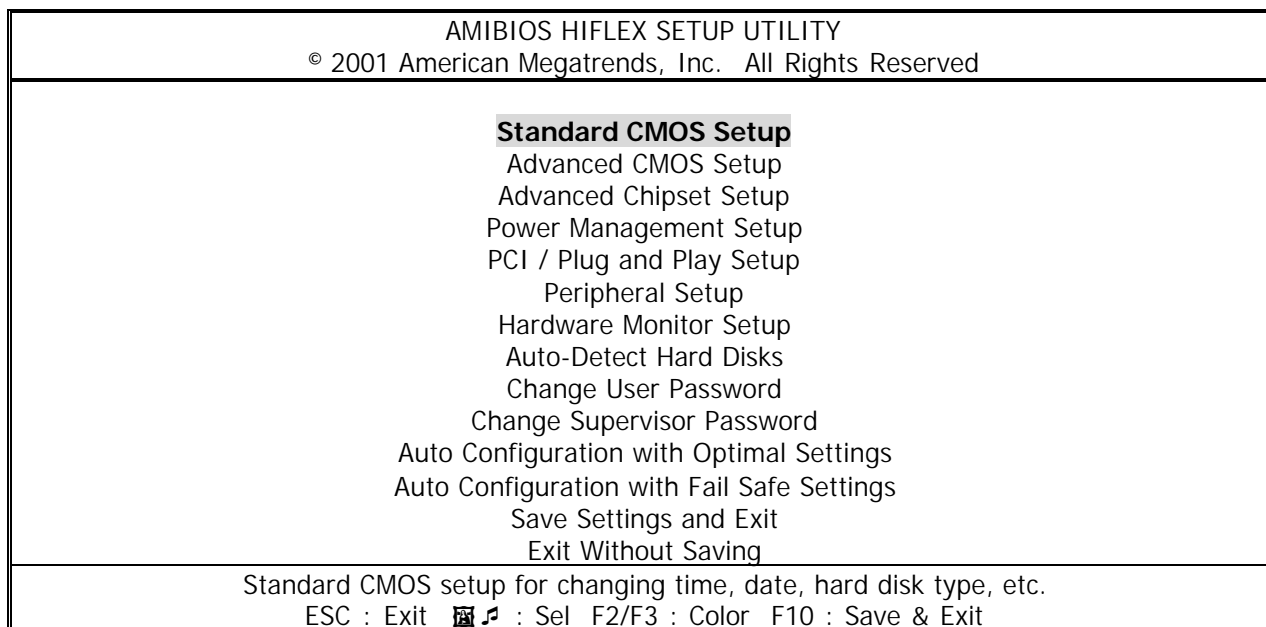 AMIBIOS HIFLEX SETUP UTILITY
© 2001 American Megatrends, Inc. All Rights Reserved
Standard CMOS Setup
Advanced CMOS Setup
Advanced Chipset Setup
Power Management Setup
PCI / Plug and Play Setup
Peripheral Setup
Hardware Monitor Setup
Auto-Detect Hard Disks
Change User Password
Change Supervisor Password
Auto Configuration with Optimal Settings
Auto Configuration with Fail Safe Settings
Save Settings and Exit
Exit Without Saving
Standard CMOS setup for changing time, date, hard disk type, etc.
ESC : Exit : Sel F2/F3 : Color F10 : Save & Exit